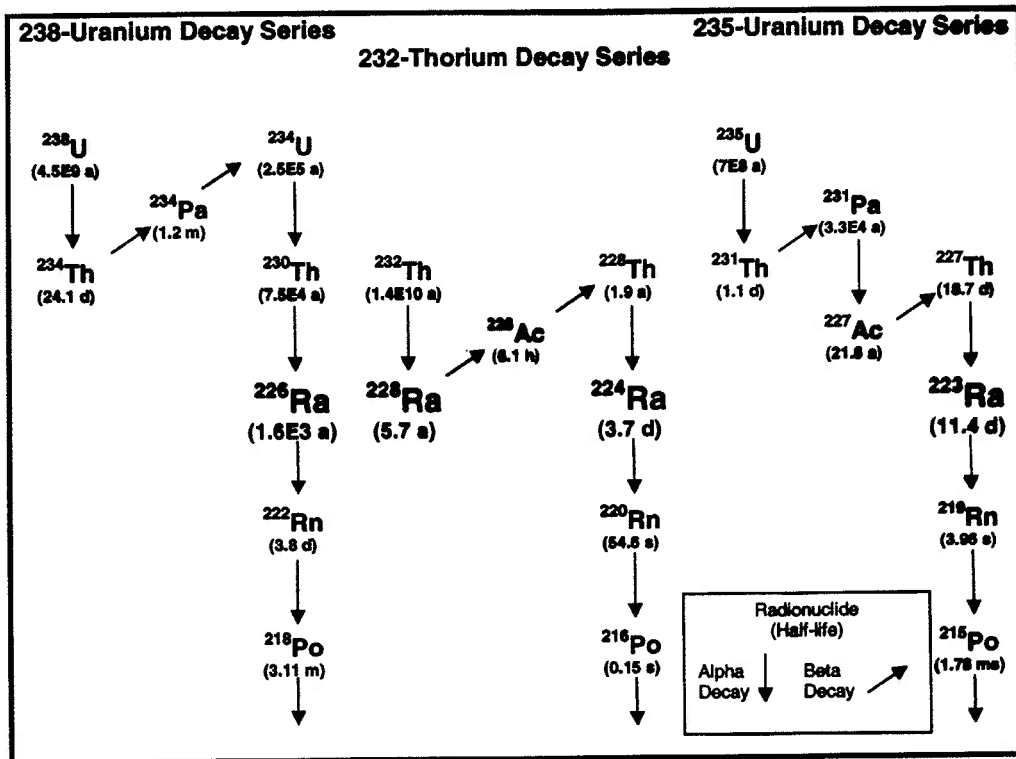 238-Uranium Decay Series
232-Thorium Decay Series
235-Uranium Decay Series
238U
(4.5E9 a)
234Th
(24.1 d)
234Pa
(1.2 m)
234U
(2.5E5 a)
230Th
(7.5E4 a)
226Ra
(1.6E3 a)
222Rn
(3.8 d)
218Po
(3.11 m)
232Th
(1.4E10 a)
228Ra
(5.7 a)
228Ac
(6.1 h)
228Th
(1.9 a)
224Ra
(3.7 d)
220Rn
(54.5 s)
216Po
(0.15 s)
235U
(7E8 a)
231Th
(1.1 d)
231Pa
(3.3E4 a)
227Ac
(21.6 a)
227Th
(18.7 d)
223Ra
(11.4 d)
219Rn
(3.96 s)
215Po
(1.78 ms)
Radionuclide
(Half-life)
Alpha
Decay
Beta
Decay